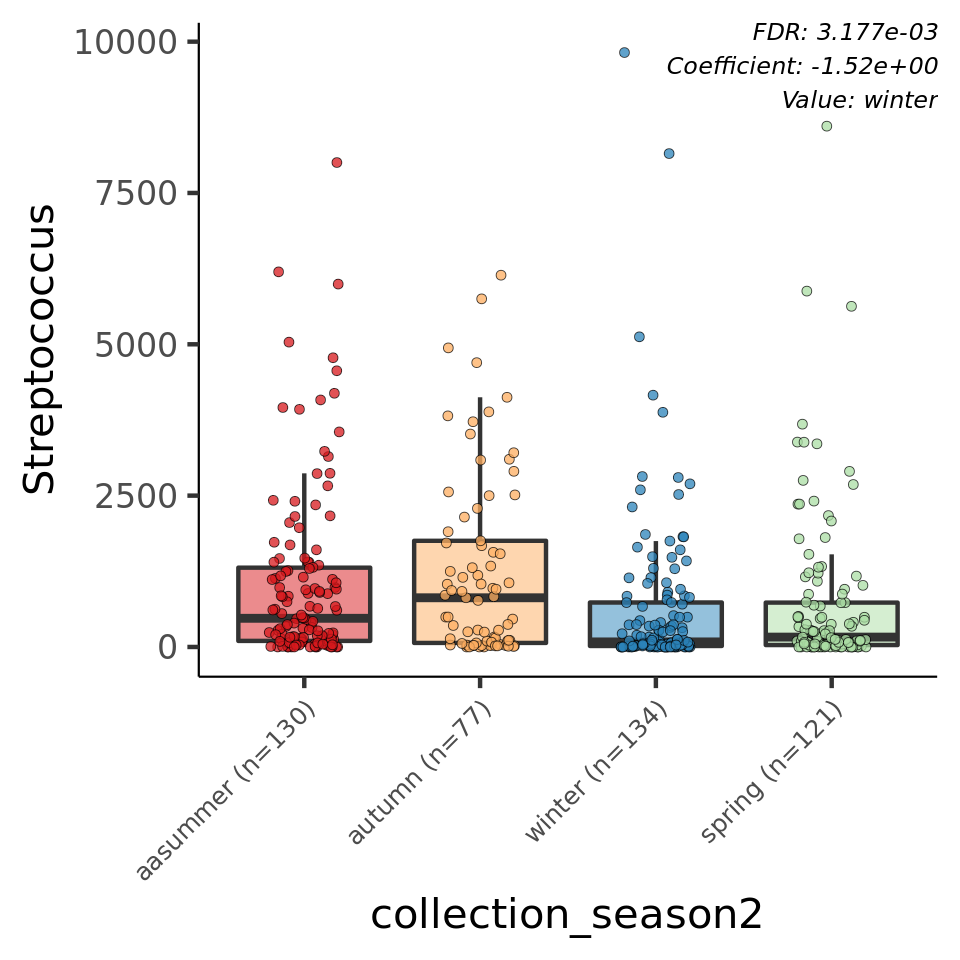 FDR: 3.177e-03
Coefficient: -1.52e+00
Value: winter
10000
7500
5000
2500
0
Streptococcus
aasummer (n=130)
autumn (n=77)
winter (n=134)
spring (n=121)
collection_season2